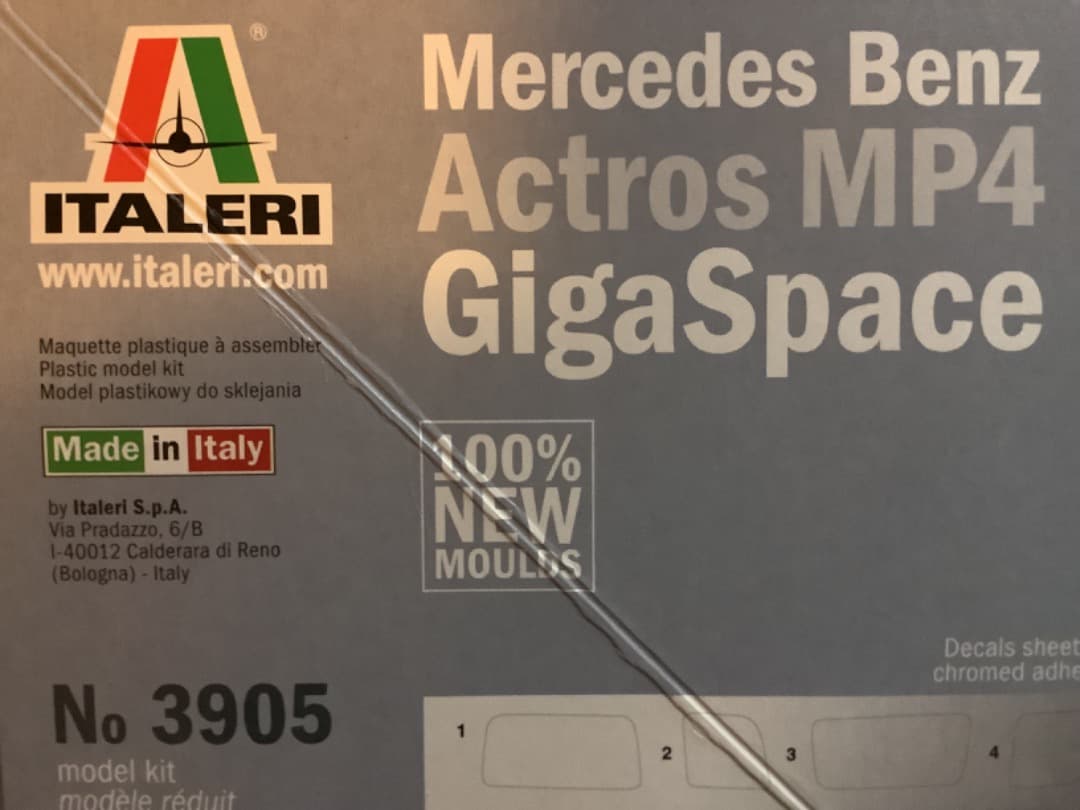 ®
ITALERI
www.italeri.com
Maquette plastique à assembler
Plastic model kit
Model plastikowy do sklejania
Made in Italy
by Italeri S.p.A.
Via Pradazzo, 6/B
I-40012 Calderara di Reno
(Bologna) - Italy
No 3905
model kit
modèle réduit
Mercedes Benz
Actros MP4
GigaSpace
100%
NEW
MOULDS
Decals sheet
chromed adhe
1 2 3 4